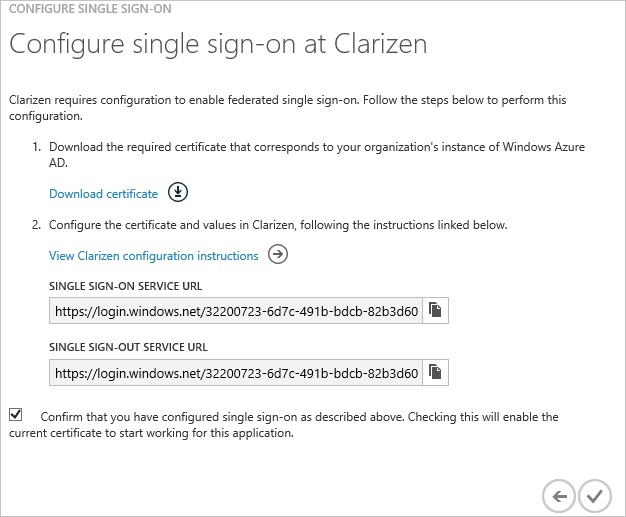 CONFIGURE SINGLE SIGN-ON
Configure single sign-on at Clarizen
Clarizen requires configuration to enable federated single sign-on. Follow the steps below to perform this
configuration.
1. Download the required certificate that corresponds to your organization's instance of Windows Azure
AD.
Download certificate
2. Configure the certificate and values in Clarizen, following the instructions linked below.
View Clarizen configuration instructions
SINGLE SIGN-ON SERVICE URL
https://login.windows.net/32200723-6d7c-491b-bdcb-82b3d60
SINGLE SIGN-OUT SERVICE URL
https://login.windows.net/32200723-6d7c-491b-bdcb-82b3d60
Confirm that you have configured single sign-on as described above. Checking this will enable the
current certificate to start working for this application.